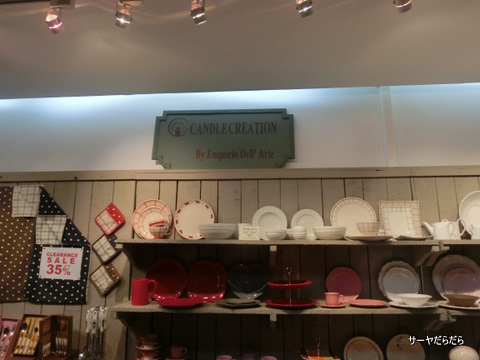 CANDLECREATION
By Emporio Dell' Arte
CLEARANCE
SALE
35%
サーヤだらだら